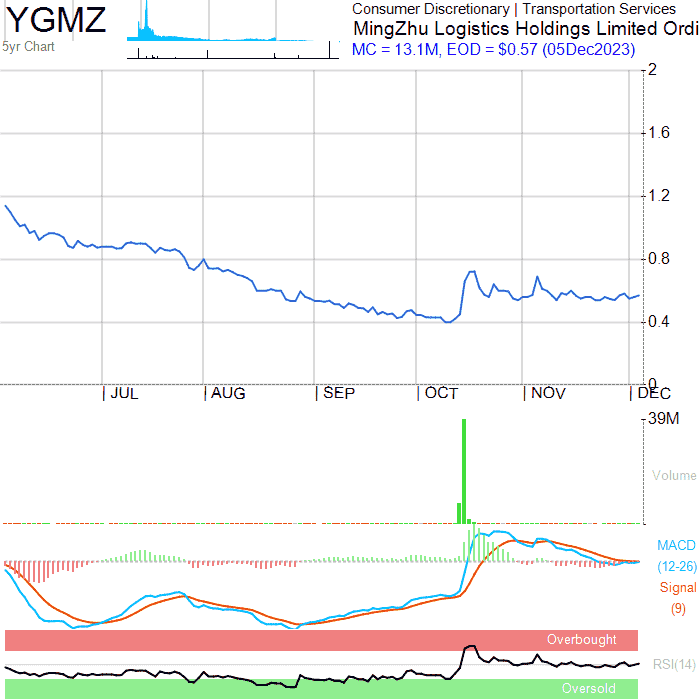 YGMZ
5yr Chart
Consumer Discretionary | Transportation Services
MingZhu Logistics Holdings Limited Ordi
MC = 13.1M, EOD = $0.57 (05Dec2023)
2
1.6
1.2
0.8
0.4
0
JUL AUG SEP OCT NOV DEC
39M
Volume
MACD
(12-26)
Signal
(9)
Overbought
RSI(14)
Oversold